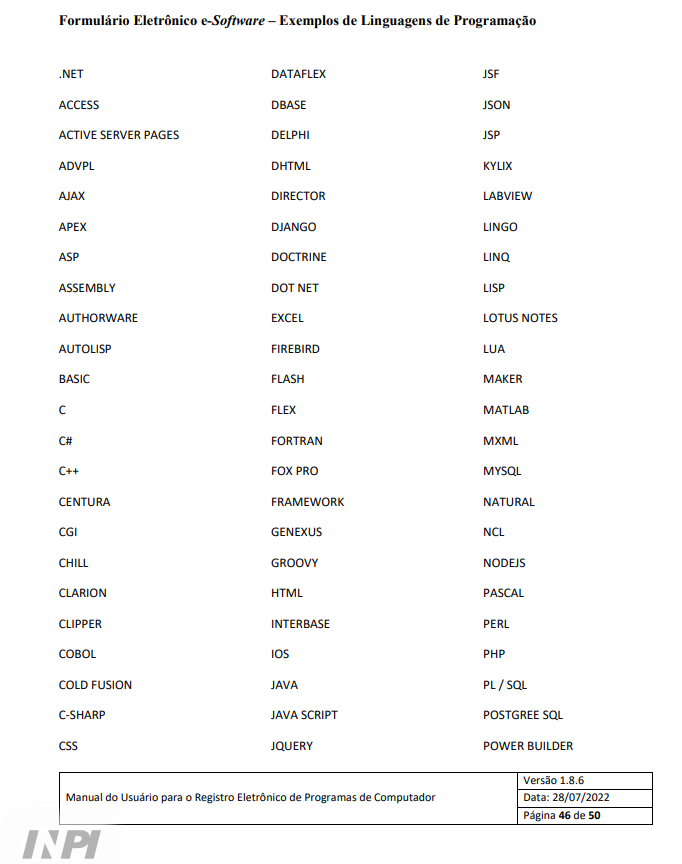 Formulário Eletrônico e-Software – Exemplos de Linguagens de Programação
.NET DATAFLEX JSF
ACCESS DBASE JSON
ACTIVE SERVER PAGES DELPHI JSP
ADVPL DHTML KYLIX
AJAX DIRECTOR LABVIEW
APEX DJANGO LINGO
ASP DOCTRINE LINQ
ASSEMBLY DOT NET LISP
AUTHORWARE EXCEL LOTUS NOTES
AUTOLISP FIREBIRD LUA
BASIC FLASH MAKER
C FLEX MATLAB
C# FORTRAN MXML
C++ FOX PRO MYSQL
CENTURA FRAMEWORK NATURAL
CGI GENEXUS NCL
CHILL GROOVY NODEJS
CLARION HTML PASCAL
CLIPPER INTERBASE PERL
COBOL IOS PHP
COLD FUSION JAVA PL / SQL
C-SHARP JAVA SCRIPT POSTGREE SQL
CSS JQUERY POWER BUILDER
Manual do Usuário para o Registro Eletrônico de Programas de Computador
Versão 1.8.6
Data: 28/07/2022
Página 46 de 50
INPI